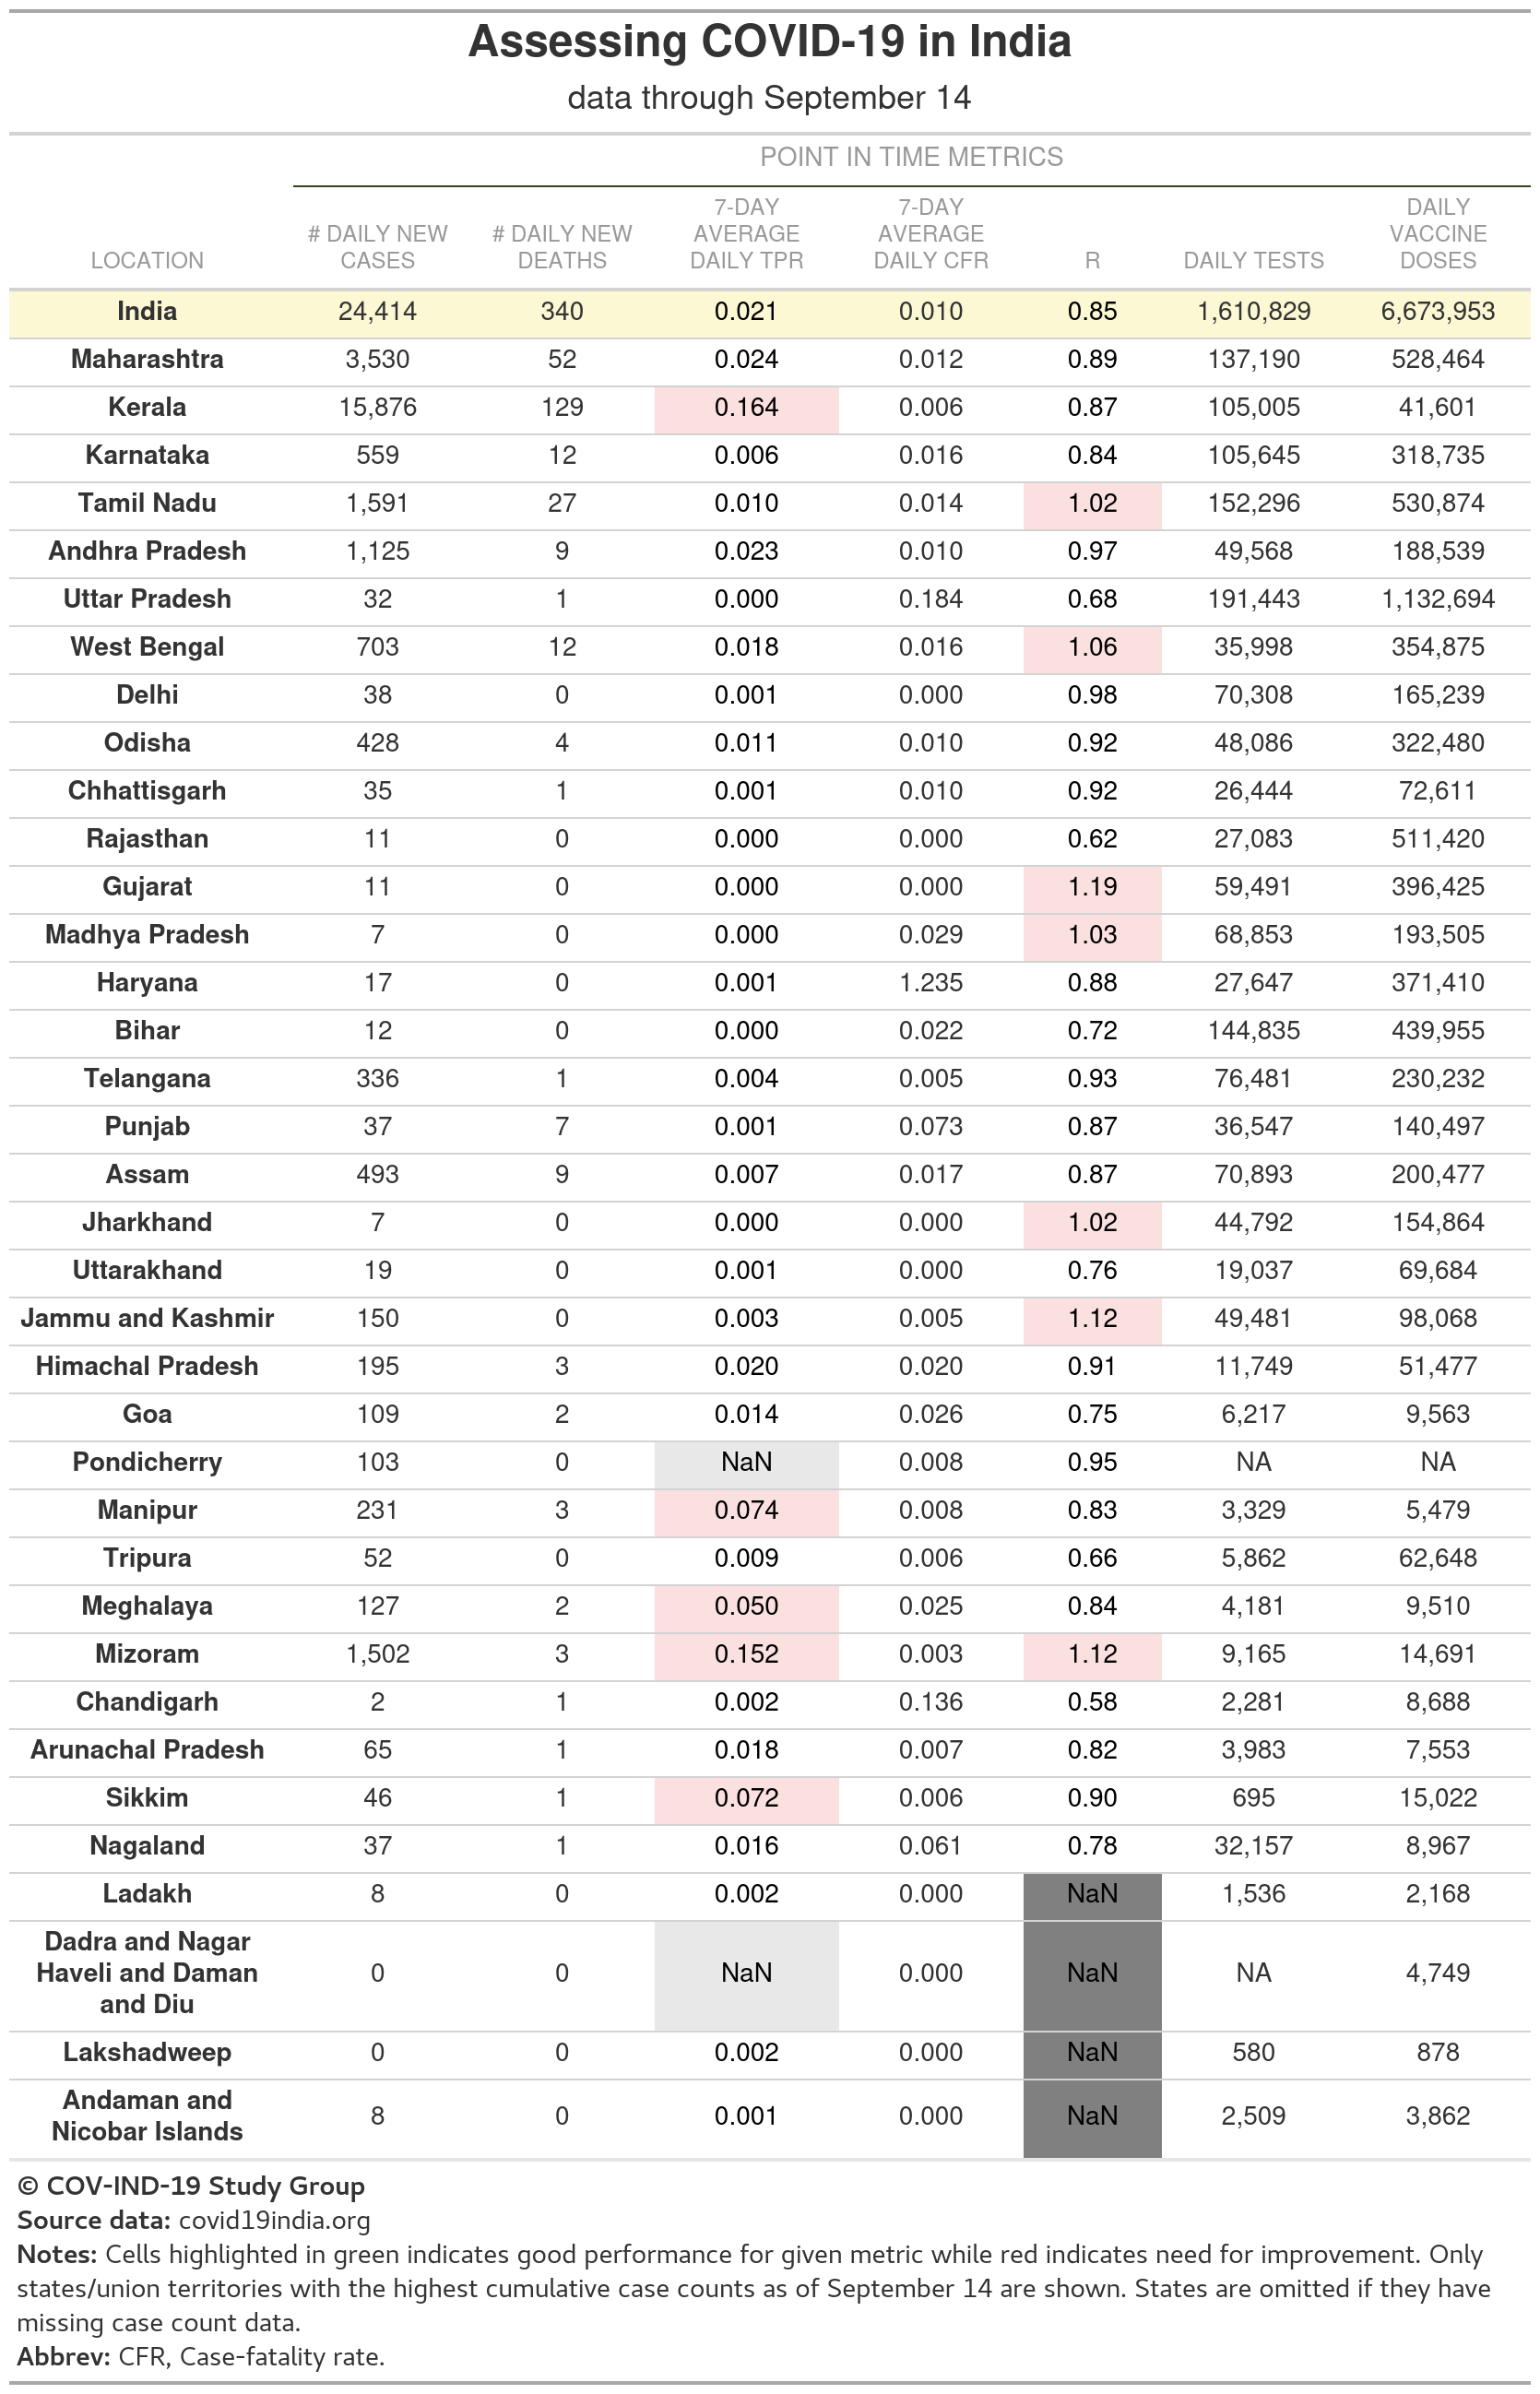 Assessing COVID-19 in India
data through September 14
POINT IN TIME METRICS
LOCATION # DAILY NEW CASES # DAILY NEW DEATHS 7-DAY AVERAGE DAILY TPR 7-DAY AVERAGE DAILY CFR R DAILY TESTS DAILY VACCINE DOSES
India 24,414 340 0.021 0.010 0.85 1,610,829 6,673,953
Maharashtra 3,530 52 0.024 0.012 0.89 137,190 528,464
Kerala 15,876 129 0.164 0.006 0.87 105,005 41,601
Karnataka 559 12 0.006 0.016 0.84 105,645 318,735
Tamil Nadu 1,591 27 0.010 0.014 1.02 152,296 530,874
Andhra Pradesh 1,125 9 0.023 0.010 0.97 49,568 188,539
Uttar Pradesh 32 1 0.000 0.184 0.68 191,443 1,132,694
West Bengal 703 12 0.018 0.016 1.06 35,998 354,875
Delhi 38 0 0.001 0.000 0.98 70,308 165,239
Odisha 428 4 0.011 0.010 0.92 48,086 322,480
Chhattisgarh 35 1 0.001 0.010 0.92 26,444 72,611
Rajasthan 11 0 0.000 0.000 0.62 27,083 511,420
Gujarat 11 0 0.000 0.000 1.19 59,491 396,425
Madhya Pradesh 7 0 0.000 0.029 1.03 68,853 193,505
Haryana 17 0 0.001 1.235 0.88 27,647 371,410
Bihar 12 0 0.000 0.022 0.72 144,835 439,955
Telangana 336 1 0.004 0.005 0.93 76,481 230,232
Punjab 37 7 0.001 0.073 0.87 36,547 140,497
Assam 493 9 0.007 0.017 0.87 70,893 200,477
Jharkhand 7 0 0.000 0.000 1.02 44,792 154,864
Uttarakhand 19 0 0.001 0.000 0.76 19,037 69,684
Jammu and Kashmir 150 0 0.003 0.005 1.12 49,481 98,068
Himachal Pradesh 195 3 0.020 0.020 0.91 11,749 51,477
Goa 109 2 0.014 0.026 0.75 6,217 9,563
Pondicherry 103 0 NaN 0.008 0.95 NA NA
Manipur 231 3 0.074 0.008 0.83 3,329 5,479
Tripura 52 0 0.009 0.006 0.66 5,862 62,648
Meghalaya 127 2 0.050 0.025 0.84 4,181 9,510
Mizoram 1,502 3 0.152 0.003 1.12 9,165 14,691
Chandigarh 2 1 0.002 0.136 0.58 2,281 8,688
Arunachal Pradesh 65 1 0.018 0.007 0.82 3,983 7,553
Sikkim 46 1 0.072 0.006 0.90 695 15,022
Nagaland 37 1 0.016 0.061 0.78 32,157 8,967
Ladakh 8 0 0.002 0.000 NaN 1,536 2,168
Dadra and Nagar Haveli and Daman and Diu 0 0 NaN 0.000 NaN NA 4,749
Lakshadweep 0 0 0.002 0.000 NaN 580 878
Andaman and Nicobar Islands 8 0 0.001 0.000 NaN 2,509 3,862
© COV-IND-19 Study Group
Source data: covid19india.org
Notes: Cells highlighted in green indicates good performance for given metric while red indicates need for improvement. Only
states/union territories with the highest cumulative case counts as of September 14 are shown. States are omitted if they have
missing case count data.
Abbrev: CFR, Case-fatality rate.